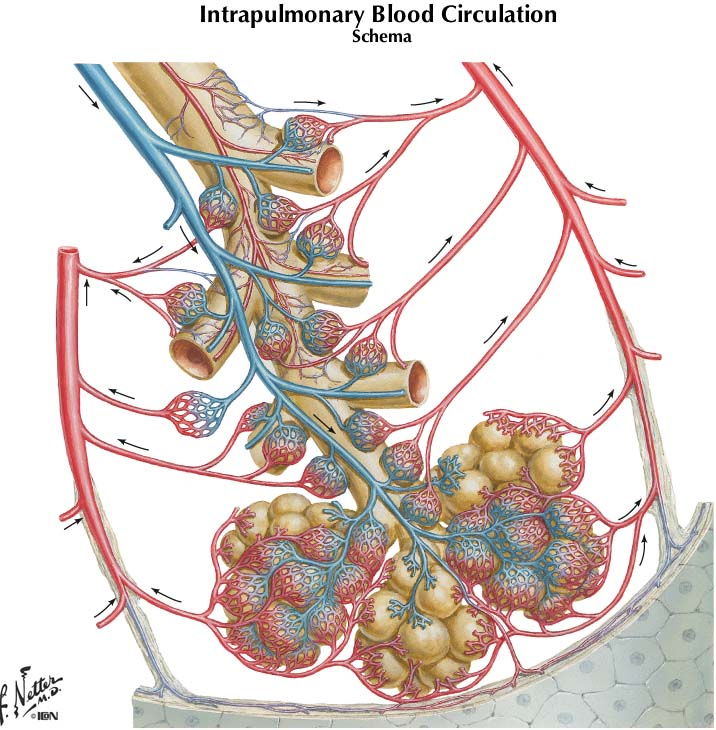 Intrapulmonary Blood Circulation
Schema
F. Netter
M.D.
© ICON